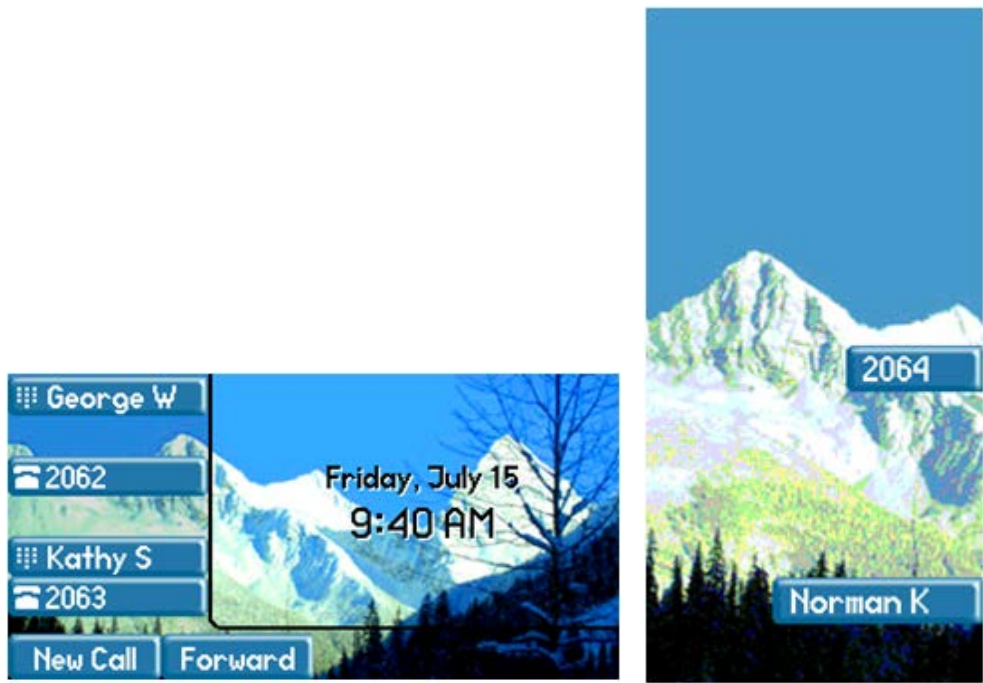 George W
2062
Kathy S
2063
Friday, July 15
9:40 AM
New Call
Forward
2064
Norman K